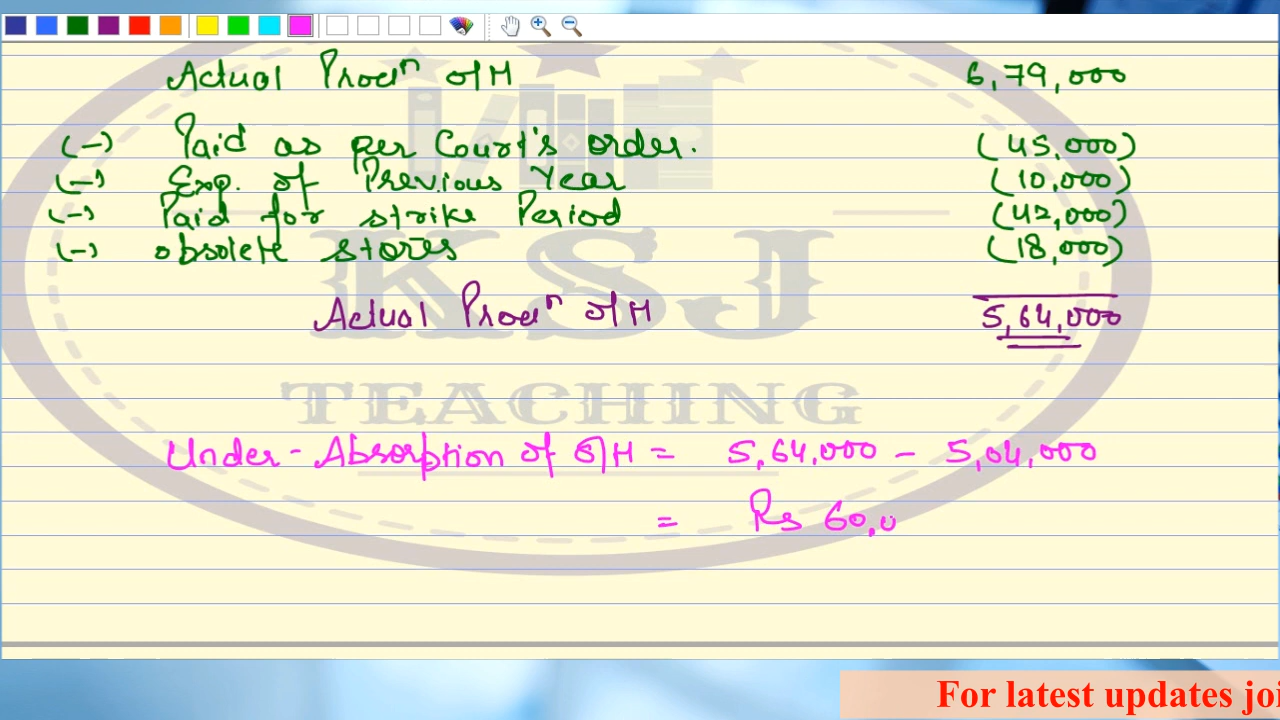 Actual Prodⁿ O/H 6,79,000
(-) Paid as per Court's order. (45,000)
(-) Exp. of Previous Year (10,000)
(-) Paid for strike Period (42,000)
(-) obsolete stores (18,000)
Actual Prodⁿ O/H 5,64,000
KSJ
TEACHING
Under-Absorption of O/H = 5,64,000 - 5,04,000
= Rs 60,0
For latest updates joi